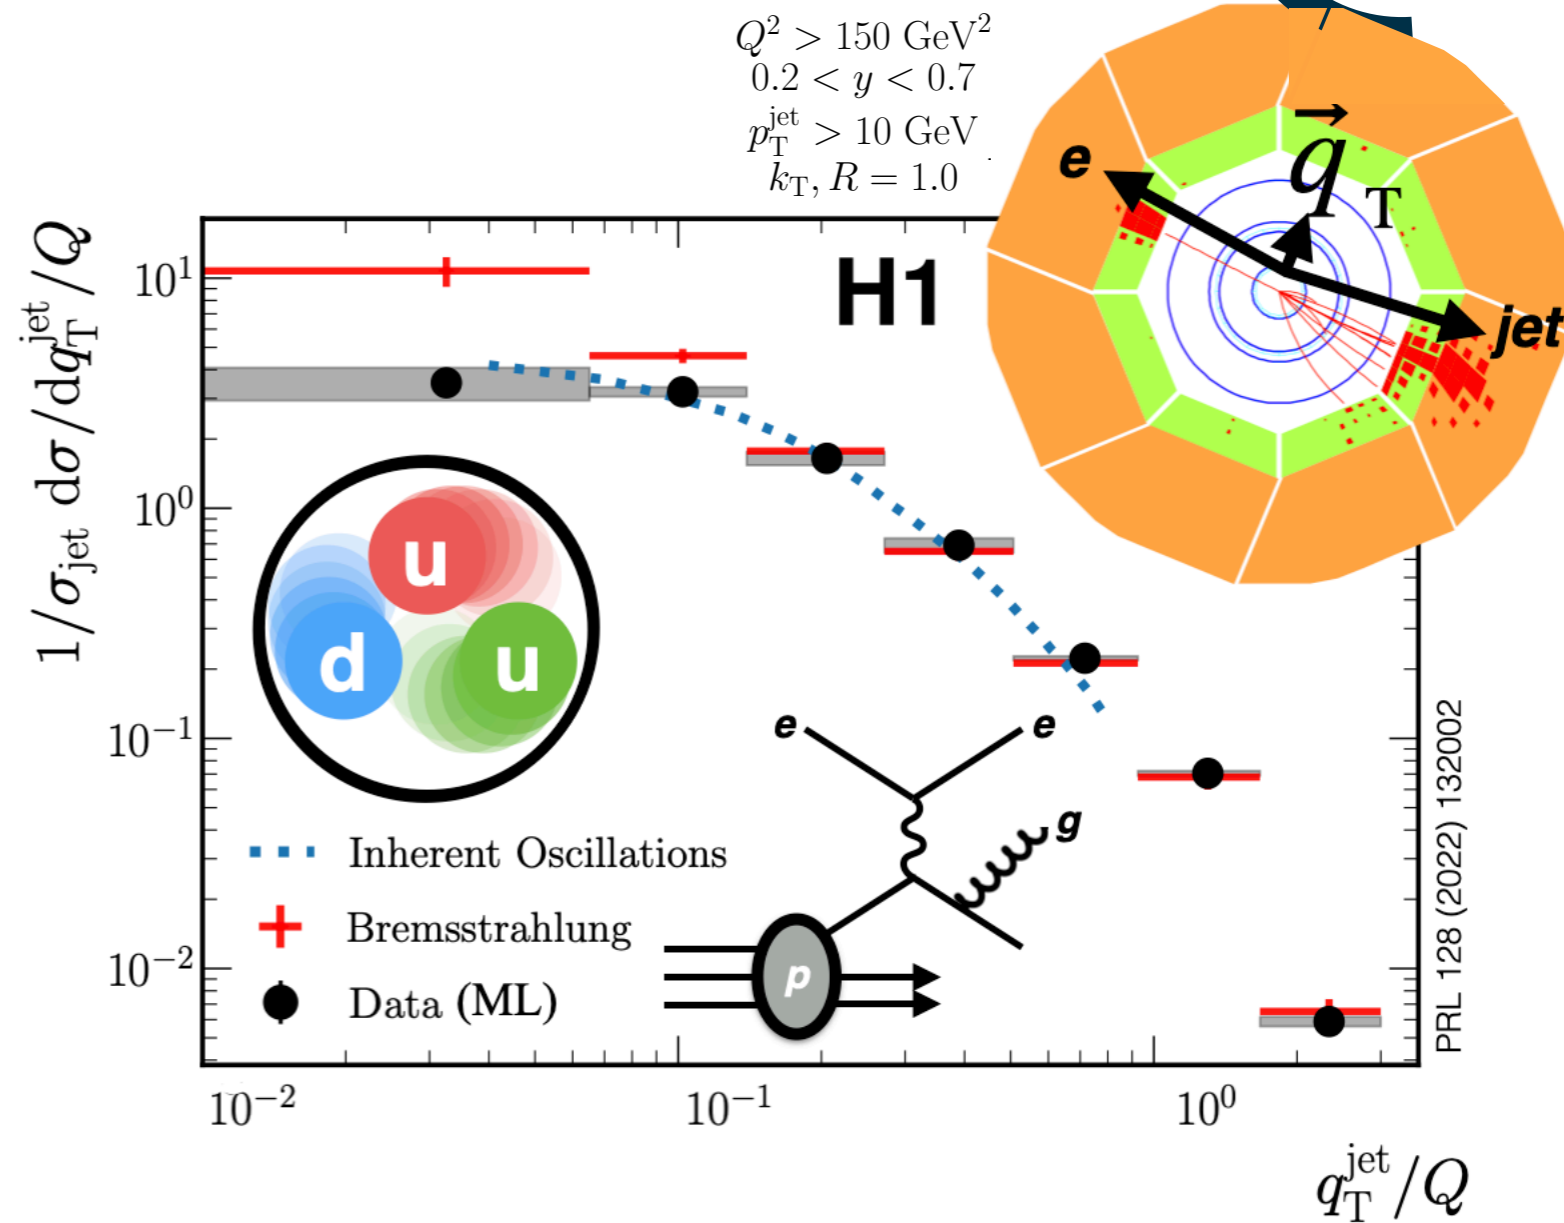 Q² > 150 GeV²
0.2 < y < 0.7
p_T^jet > 10 GeV
k_T, R = 1.0
e
q⃗_T
jet
H1
1/σ_jet dσ/dq_T^jet/Q
10¹
10⁰
10⁻¹
10⁻²
u
d
u
e
e
g
p
Inherent Oscillations
Bremsstrahlung
Data (ML)
PRL 128 (2022) 132002
10⁻²
10⁻¹
10⁰
q_T^jet/Q